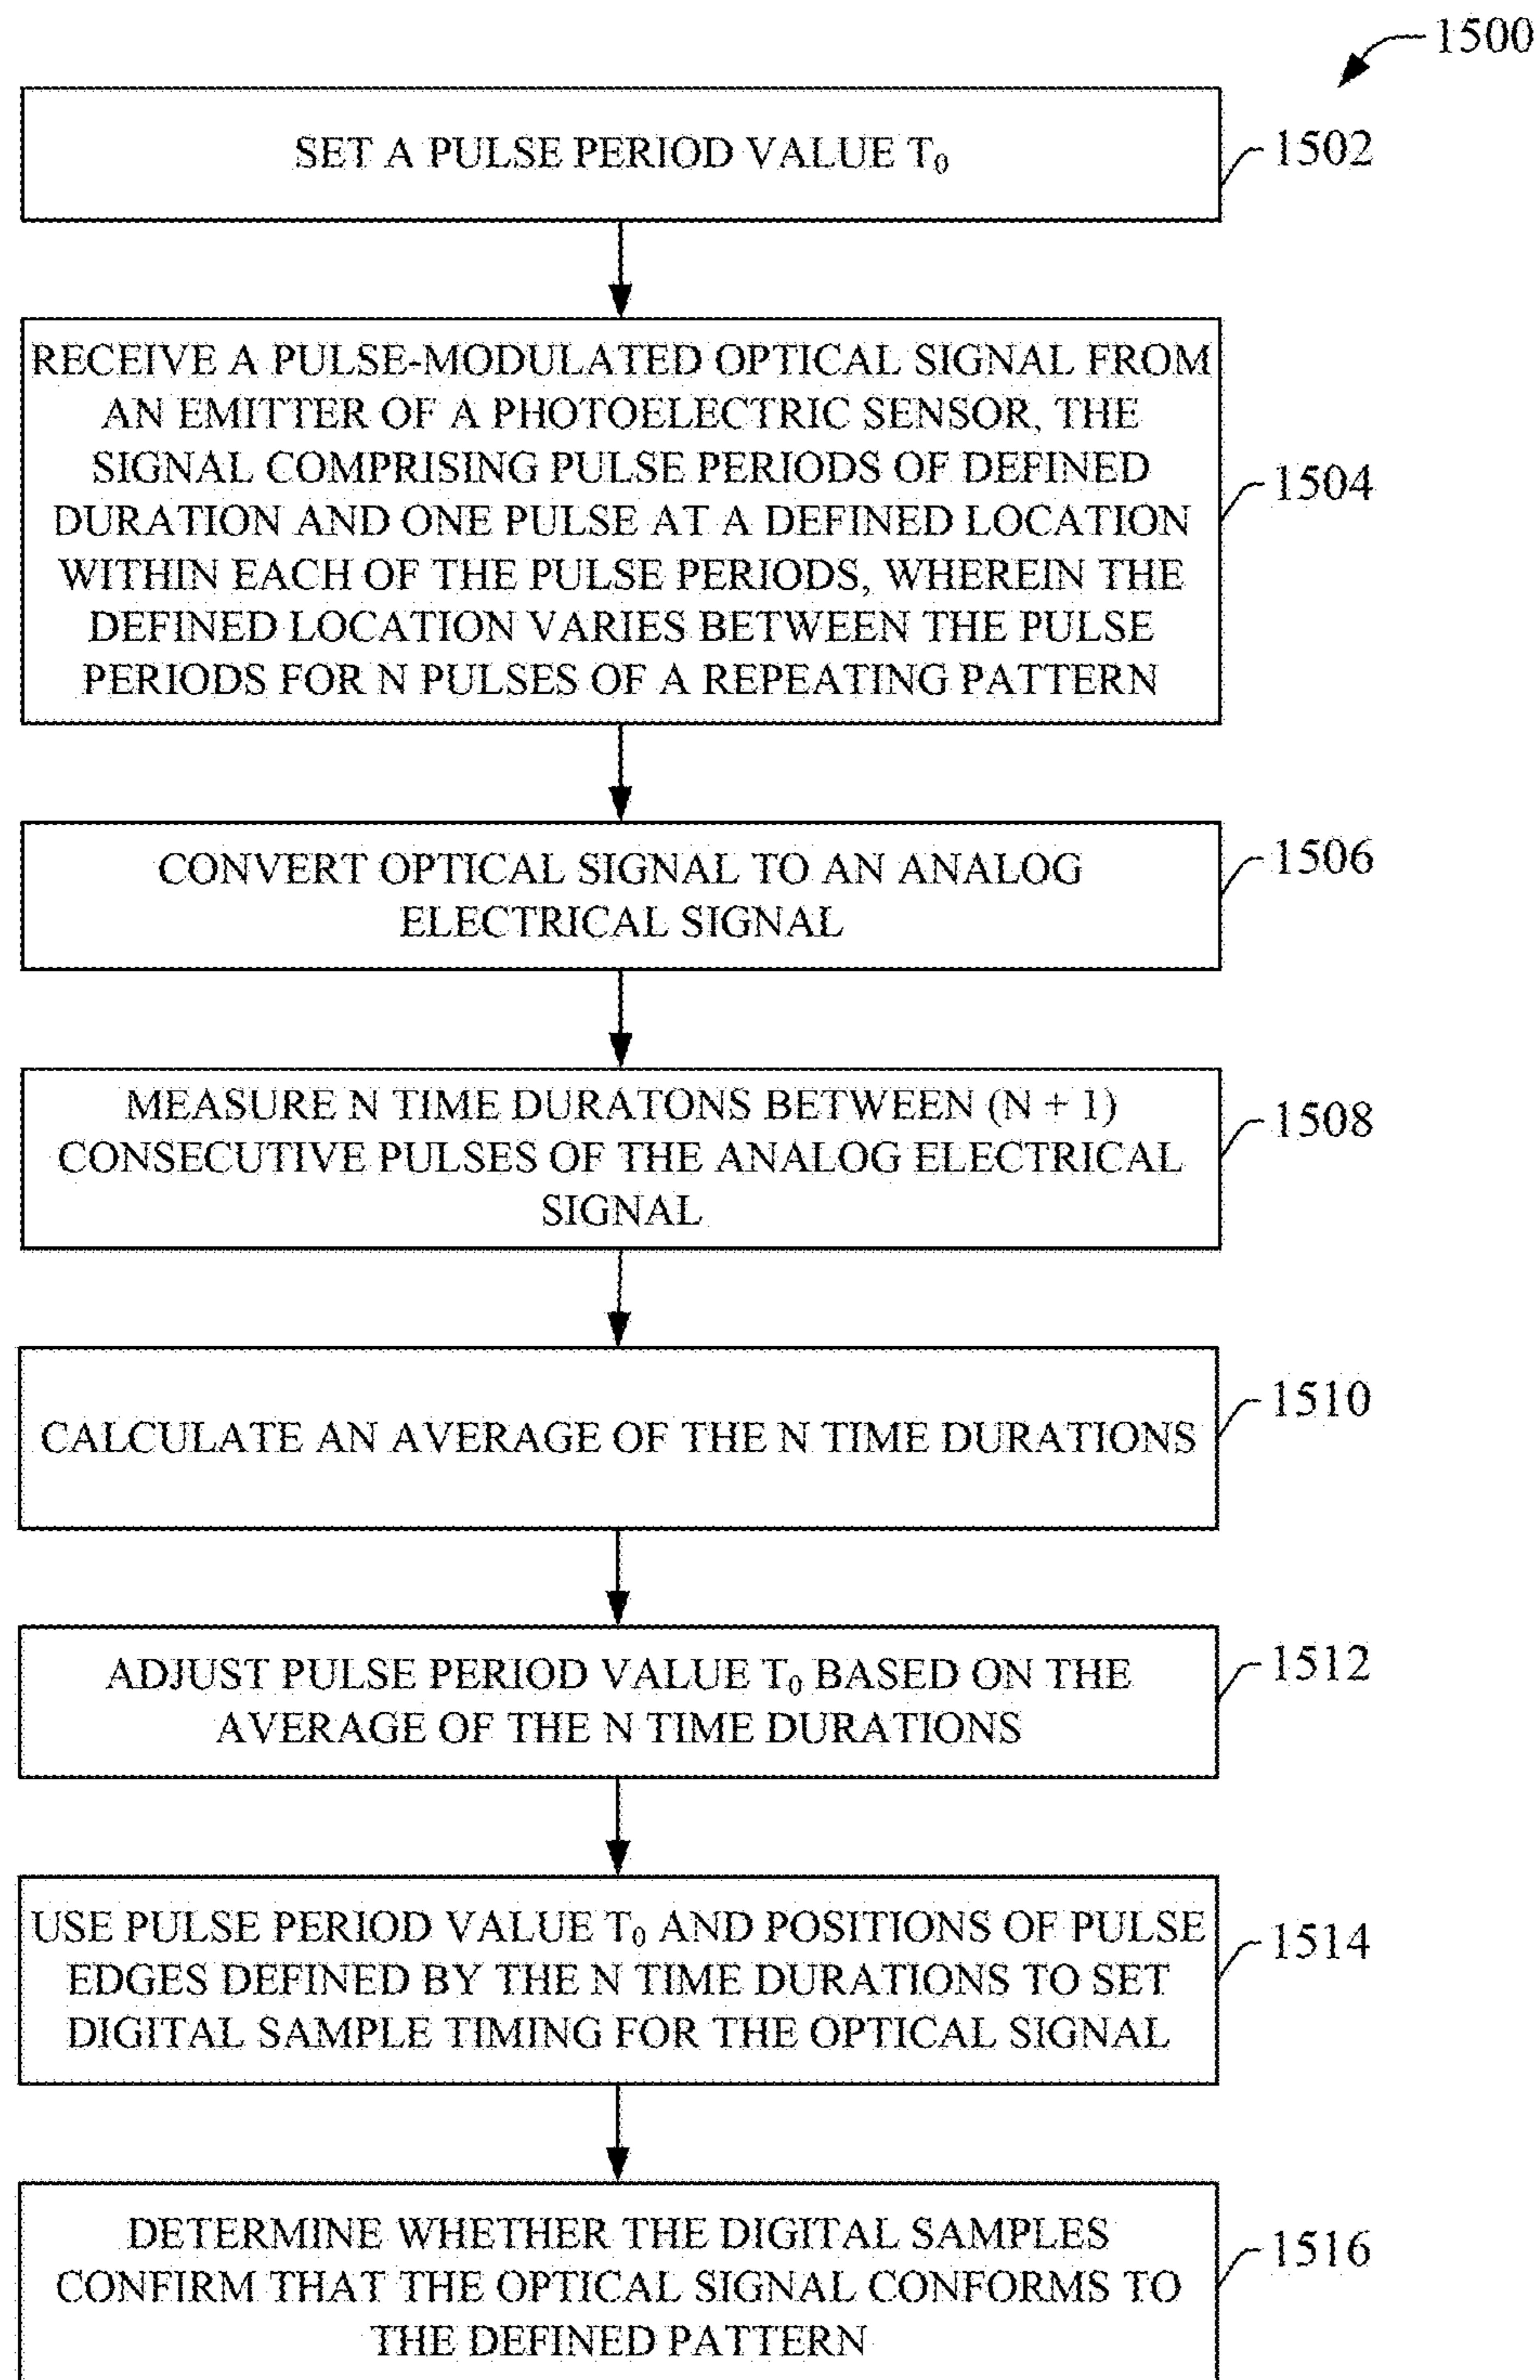 1500
SET A PULSE PERIOD VALUE T₀
1502
RECEIVE A PULSE-MODULATED OPTICAL SIGNAL FROM
AN EMITTER OF A PHOTOELECTRIC SENSOR, THE
SIGNAL COMPRISING PULSE PERIODS OF DEFINED
DURATION AND ONE PULSE AT A DEFINED LOCATION
WITHIN EACH OF THE PULSE PERIODS, WHEREIN THE
DEFINED LOCATION VARIES BETWEEN THE PULSE
PERIODS FOR N PULSES OF A REPEATING PATTERN
1504
CONVERT OPTICAL SIGNAL TO AN ANALOG
ELECTRICAL SIGNAL
1506
MEASURE N TIME DURATONS BETWEEN (N + 1)
CONSECUTIVE PULSES OF THE ANALOG ELECTRICAL
SIGNAL
1508
CALCULATE AN AVERAGE OF THE N TIME DURATIONS
1510
ADJUST PULSE PERIOD VALUE T₀ BASED ON THE
AVERAGE OF THE N TIME DURATIONS
1512
USE PULSE PERIOD VALUE T₀ AND POSITIONS OF PULSE
EDGES DEFINED BY THE N TIME DURATIONS TO SET
DIGITAL SAMPLE TIMING FOR THE OPTICAL SIGNAL
1514
DETERMINE WHETHER THE DIGITAL SAMPLES
CONFIRM THAT THE OPTICAL SIGNAL CONFORMS TO
THE DEFINED PATTERN
1516